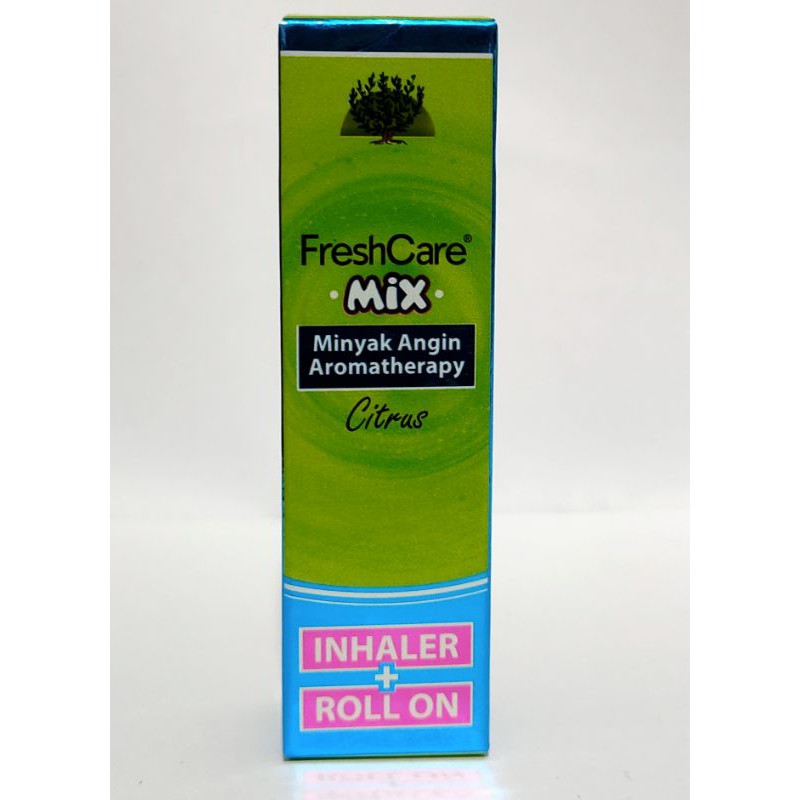 FreshCare®
MiX
Minyak Angin
Aromatherapy
Citrus
INHALER
+
ROLL ON